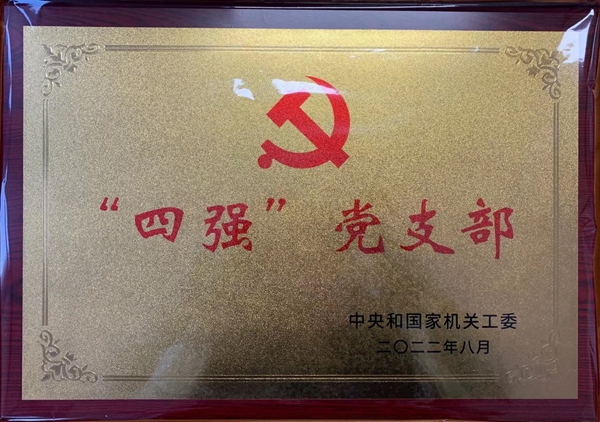 “四强”党支部
中央和国家机关工委
二〇二二年八月